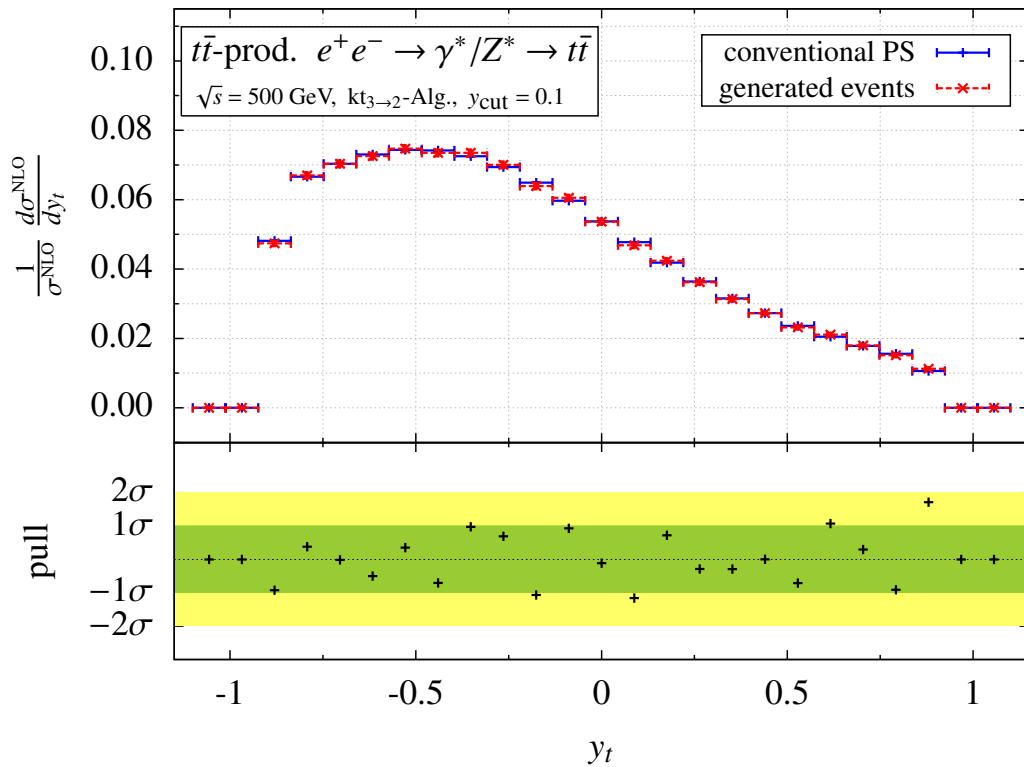 tt̄-prod. e⁺e⁻ → γ*/Z* → tt̄
√s = 500 GeV, kt₃→₂-Alg., y_cut = 0.1
conventional PS
generated events
1/σ^NLO dσ^NLO/dy_t
0.10
0.08
0.06
0.04
0.02
0.00
pull
2σ
1σ
−1σ
−2σ
-1 -0.5 0 0.5 1
y_t